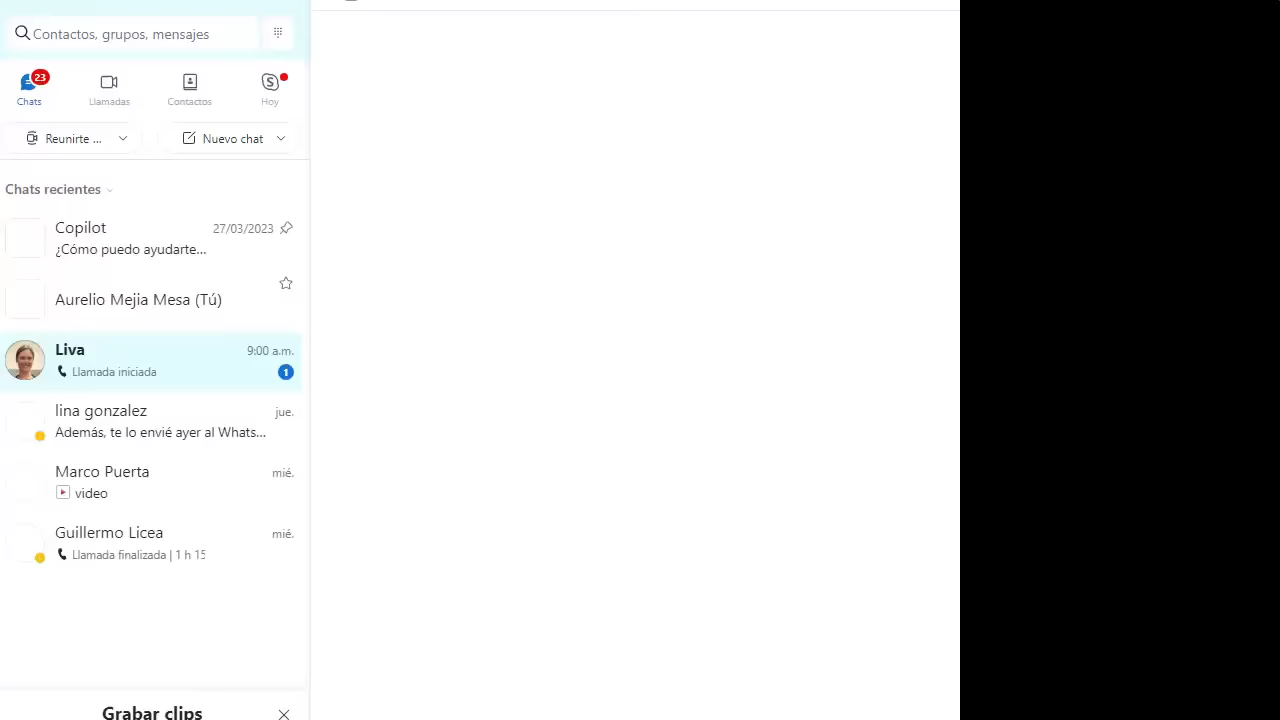 Contactos, grupos, mensajes
23
Chats
Llamadas
Contactos
Hoy
Reunirte ...
Nuevo chat
Chats recientes
Copilot
27/03/2023
¿Cómo puedo ayudarte...
Aurelio Mejia Mesa (Tú)
Liva
9:00 a.m.
Llamada iniciada
1
lina gonzalez
jue.
Además, te lo envié ayer al Whats...
Marco Puerta
mié.
video
Guillermo Licea
mié.
Llamada finalizada | 1 h 15
Grabar clips